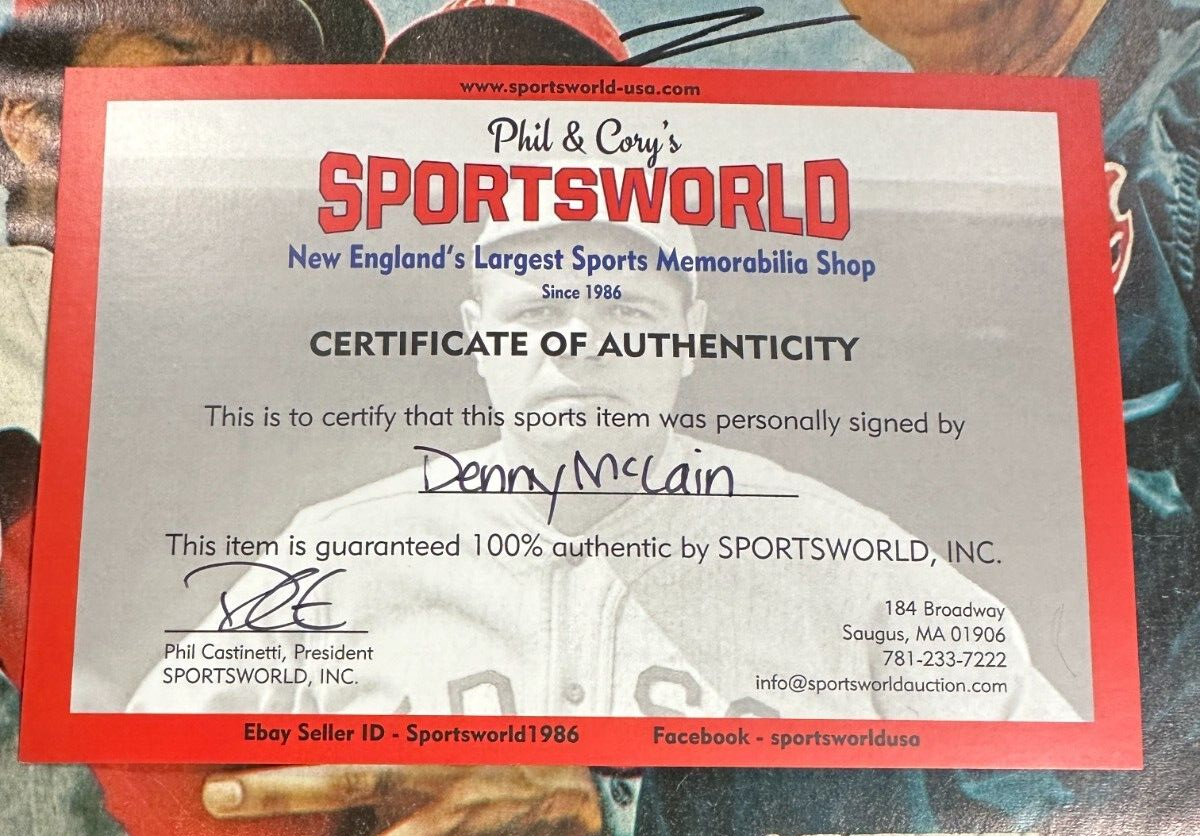 www.sportsworld-usa.com
Phil & Cory's
SPORTSWORLD
New England's Largest Sports Memorabilia Shop
Since 1986
CERTIFICATE OF AUTHENTICITY
This is to certify that this sports item was personally signed by
Denny McLain
This item is guaranteed 100% authentic by SPORTSWORLD, INC.
Phil Castinetti, President
SPORTSWORLD, INC.
184 Broadway
Saugus, MA 01906
781-233-7222
info@sportsworldauction.com
Ebay Seller ID - Sportsworld1986
Facebook - sportsworldusa